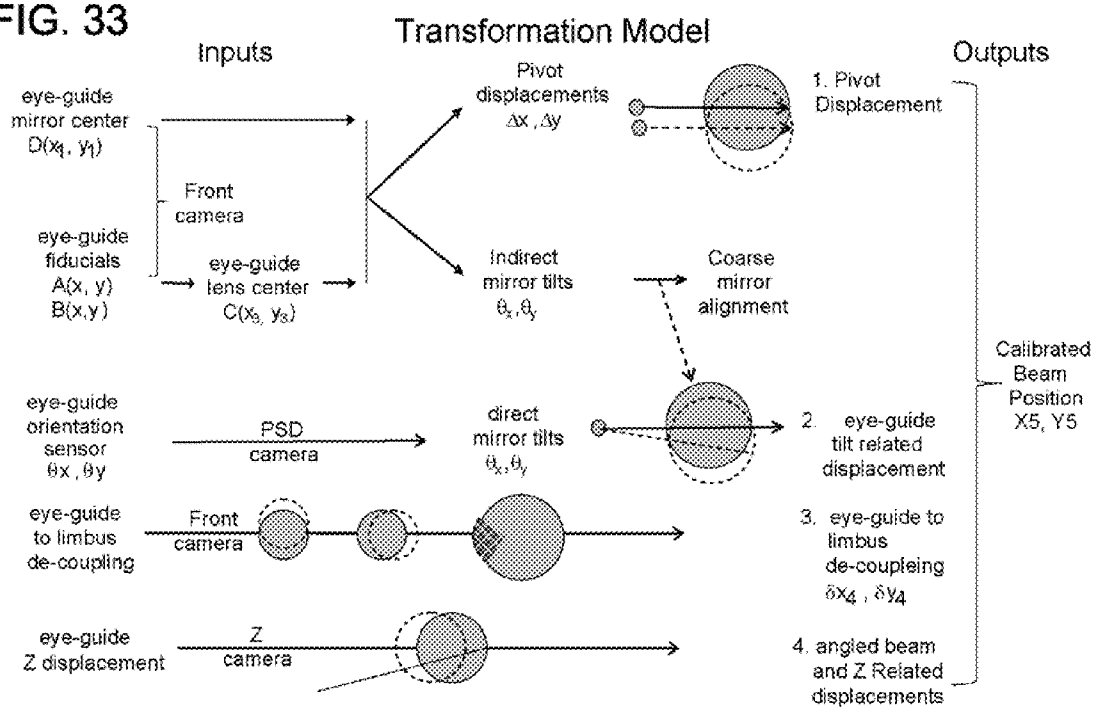 FIG. 33
Transformation Model
Inputs
Outputs
eye-guide
mirror center
D(x1, y1)
Front
camera
eye-guide
fiducials
A(x, y)
B(x,y)
eye-guide
lens center
C(x3, y3)
Pivot
displacements
Δx , Δy
1. Pivot
Displacement
Indirect
mirror tilts
θx,θy
Coarse
mirror
alignment
Calibrated
Beam
Position
X5, Y5
eye-guide
orientation
sensor
θx ,θy
PSD
camera
direct
mirror tilts
θx,θy
2. eye-guide
tilt related
displacement
eye-guide
to limbus
de-coupling
Front
camera
3. eye-guide to
limbus
de-coupleing
δx4 , δy4
eye-guide
Z displacement
Z
camera
4. angled beam
and Z Related
displacements